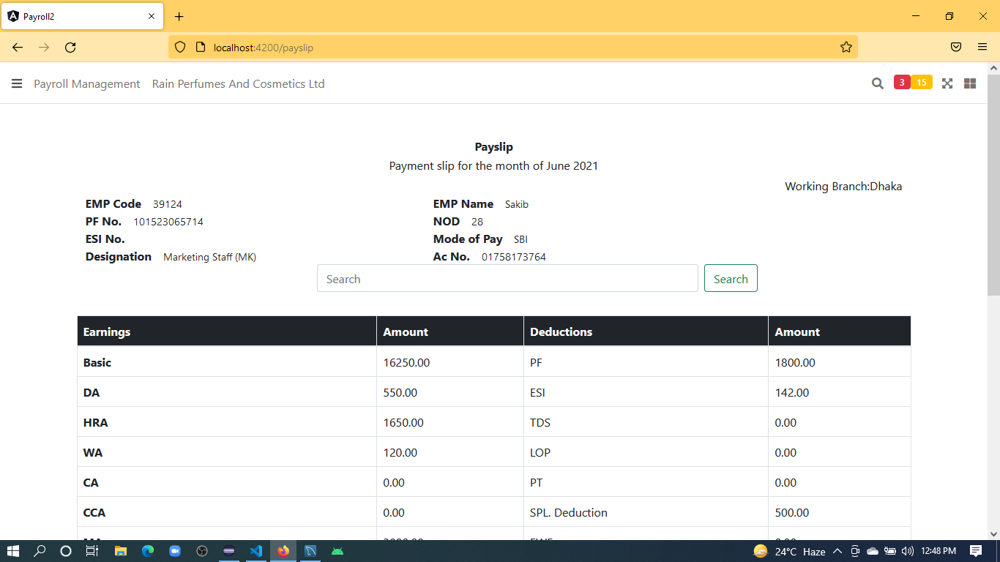 Payroll2
localhost:4200/payslip
Payroll Management Rain Perfumes And Cosmetics Ltd 3 15
Payslip
Payment slip for the month of June 2021
Working Branch:Dhaka
EMP Code 39124 EMP Name Sakib
PF No. 101523065714 NOD 28
ESI No. Mode of Pay SBI
Designation Marketing Staff (MK) Ac No. 01758173764
Search Search
Earnings Amount Deductions Amount
Basic 16250.00 PF 1800.00
DA 550.00 ESI 142.00
HRA 1650.00 TDS 0.00
WA 120.00 LOP 0.00
CA 0.00 PT 0.00
CCA 0.00 SPL. Deduction 500.00
24°C Haze 12:48 PM